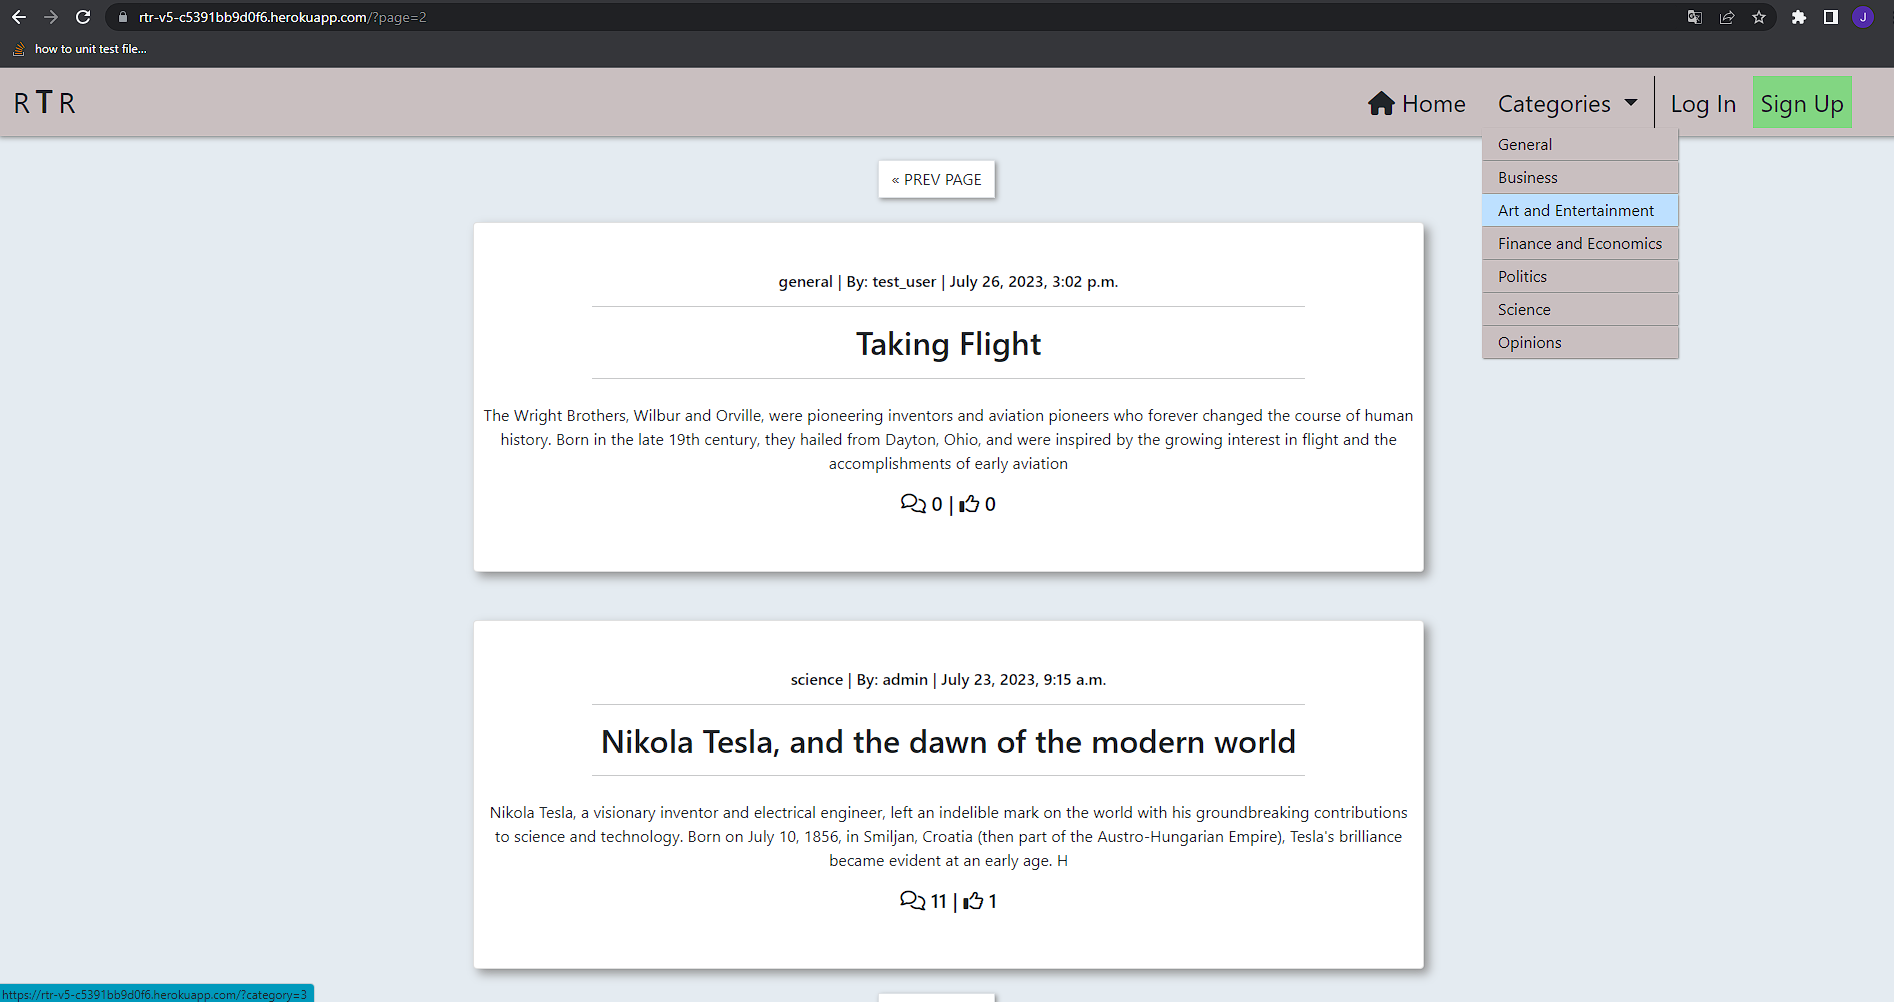 rtr-v5-c5391bb9d0f6.herokuapp.com/?page=2
J
how to unit test file...
R T R
Home
Categories
Log In
Sign Up
General
Business
Art and Entertainment
Finance and Economics
Politics
Science
Opinions
« PREV PAGE
general | By: test_user | July 26, 2023, 3:02 p.m.
Taking Flight
The Wright Brothers, Wilbur and Orville, were pioneering inventors and aviation pioneers who forever changed the course of human
history. Born in the late 19th century, they hailed from Dayton, Ohio, and were inspired by the growing interest in flight and the
accomplishments of early aviation
0 | 0
science | By: admin | July 23, 2023, 9:15 a.m.
Nikola Tesla, and the dawn of the modern world
Nikola Tesla, a visionary inventor and electrical engineer, left an indelible mark on the world with his groundbreaking contributions
to science and technology. Born on July 10, 1856, in Smiljan, Croatia (then part of the Austro-Hungarian Empire), Tesla's brilliance
became evident at an early age. H
11 | 1
https://rtr-v5-c5391bb9d0f6.herokuapp.com/?category=3